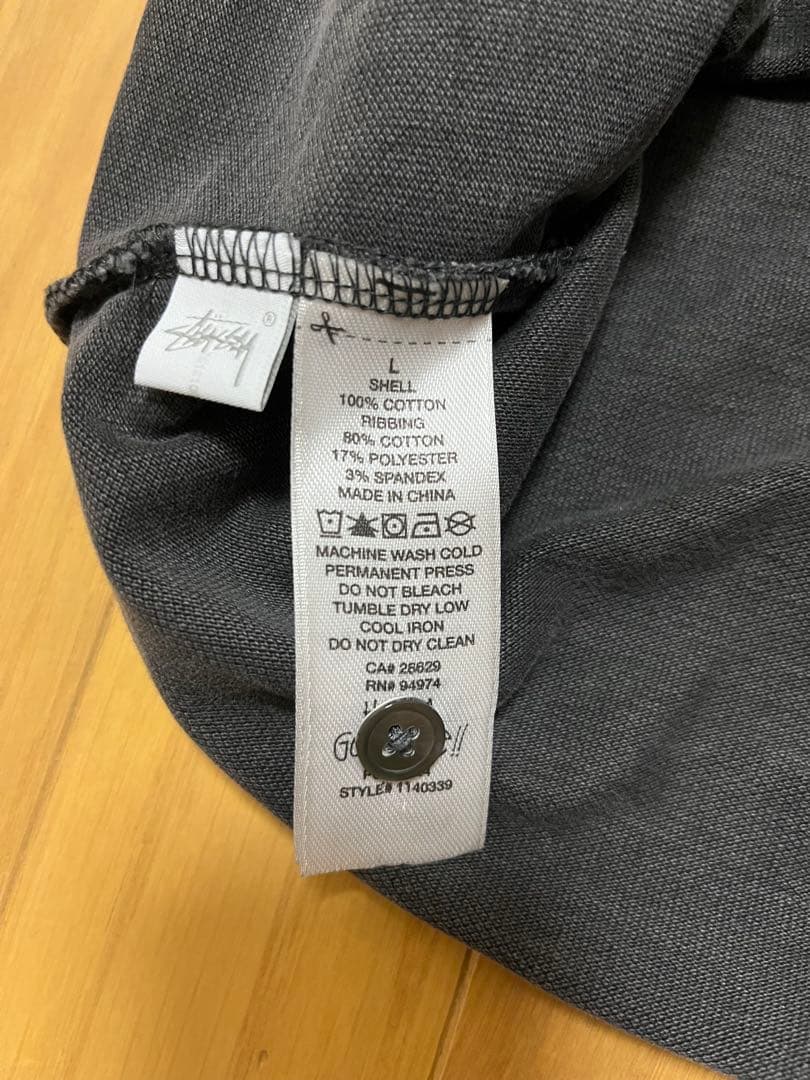 STÜSSY ®
L
SHELL
100% COTTON
RIBBING
80% COTTON
17% POLYESTER
3% SPANDEX
MADE IN CHINA
MACHINE WASH COLD
PERMANENT PRESS
DO NOT BLEACH
TUMBLE DRY LOW
COOL IRON
DO NOT DRY CLEAN
CA# 28629
RN# 94974
STYLE# 1140339